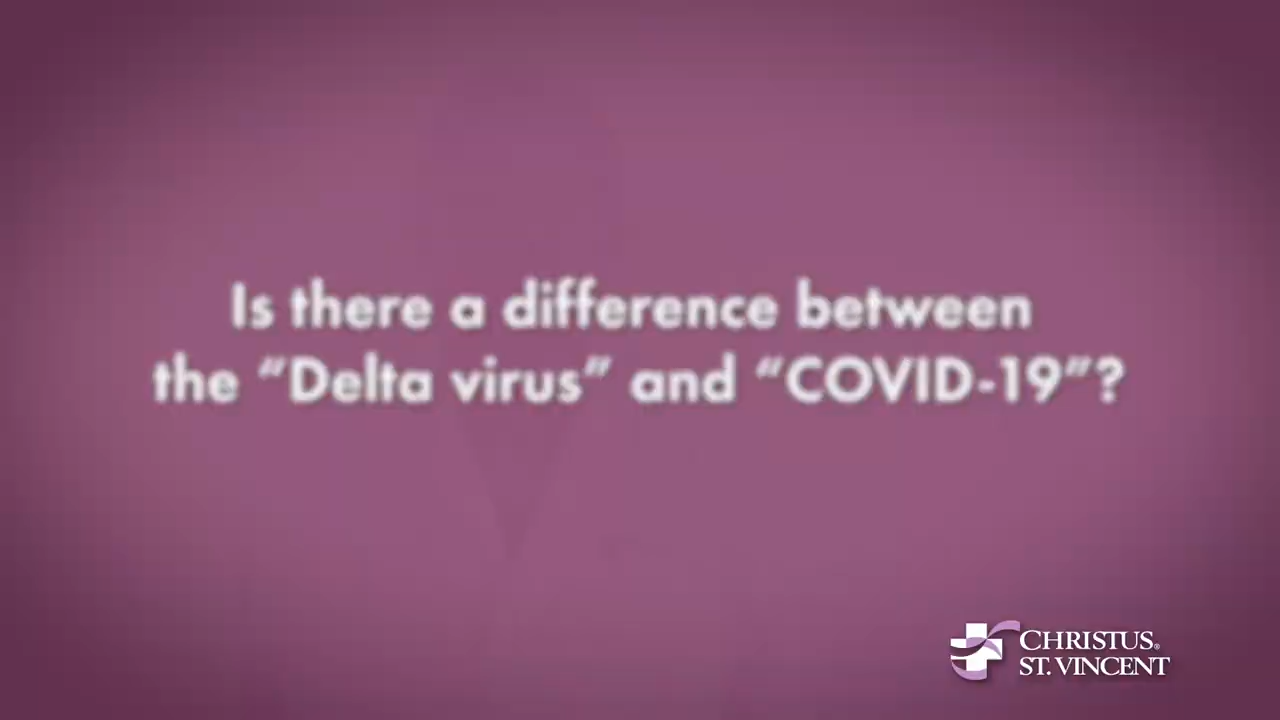 Is there a difference between
the “Delta virus” and “COVID-19”?
CHRISTUS®
ST. VINCENT